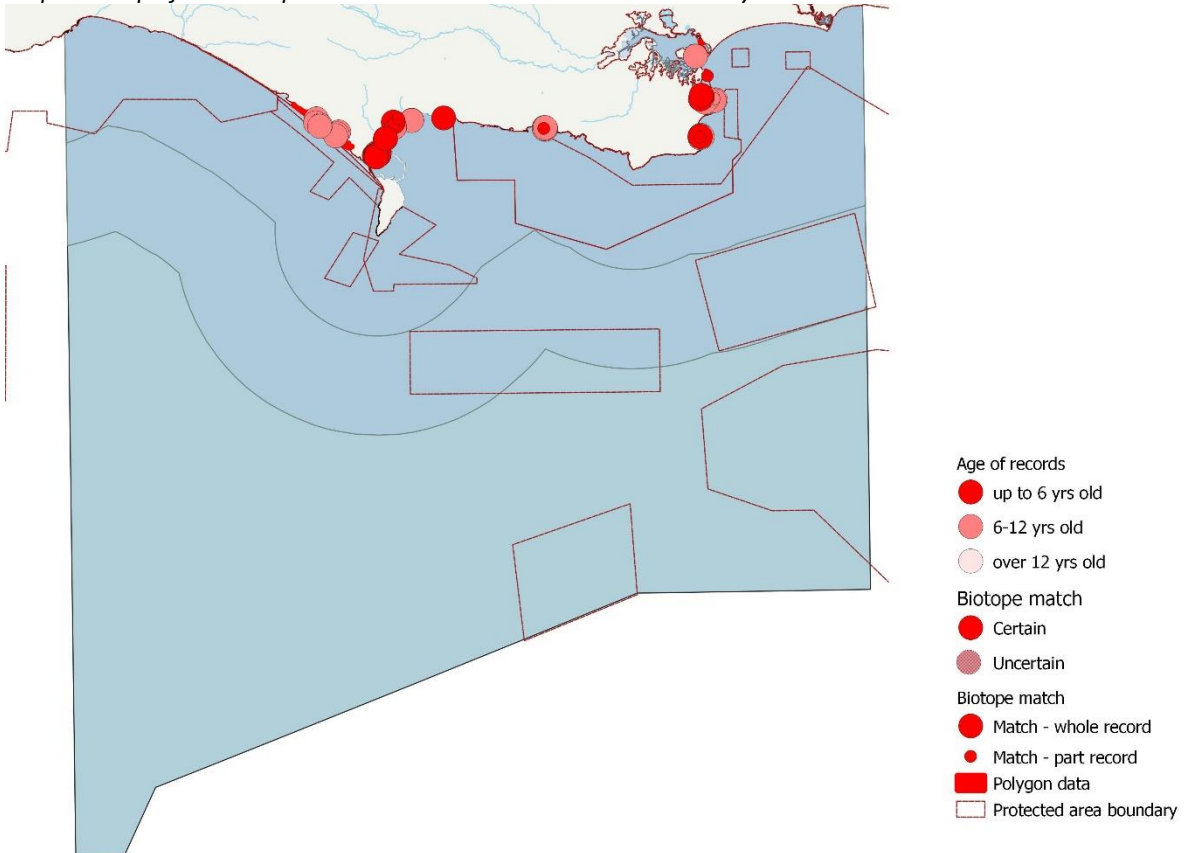 Age of records
up to 6 yrs old
6-12 yrs old
over 12 yrs old
Biotope match
Certain
Uncertain
Biotope match
Match - whole record
Match - part record
Polygon data
Protected area boundary